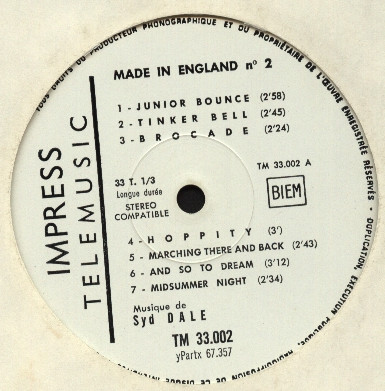 TOUS DROITS DU PRODUCTEUR PHONOGRAPHIQUE ET DU PROPRIÉTAIRE DE L'ŒUVRE ENREGISTRÉE RÉSERVÉS • DUPLICATION, EXÉCUTION PUBLIQUE, RADIODIFFUSION DE CE DISQUE
IMPRESS
TELEMUSIC
MADE IN ENGLAND nº 2
1 - JUNIOR BOUNCE (2'58)
2 - TINKER BELL (2'45)
3 - BROCADE (2'24)
TM 33.002 A
33 T. 1/3
Longue durée
STEREO
COMPATIBLE
BIEM
4 - HOPPITY (3')
5 - MARCHING THERE AND BACK (2'43)
6 - AND SO TO DREAM (3'12)
7 - MIDSUMMER NIGHT (2'34)
Musique de
Syd DALE
TM 33.002
yPartx 67.357